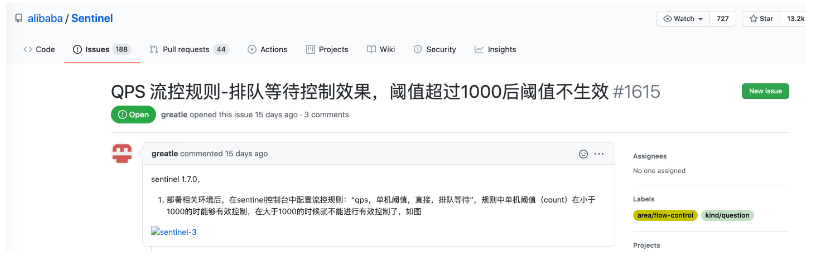 alibaba / Sentinel
Watch 727 Star 13.2k
Code Issues 188 Pull requests 44 Actions Projects Wiki Security Insights
QPS 流控规则-排队等待控制效果，阈值超过1000后阈值不生效 #1615
New issue
Open greatle opened this issue 15 days ago · 3 comments
greatle commented 15 days ago
sentinel 1.7.0,
1. 部署相关环境后，在sentinel控制台中配置流控规则：“qps，单机阈值，直接，排队等待”，规则中单机阈值（count）在小于
1000的时能够有效控制，在大于1000的时候就不能进行有效控制了，如图
sentinel-3
Assignees
No one assigned
Labels
area/flow-control kind/question
Projects